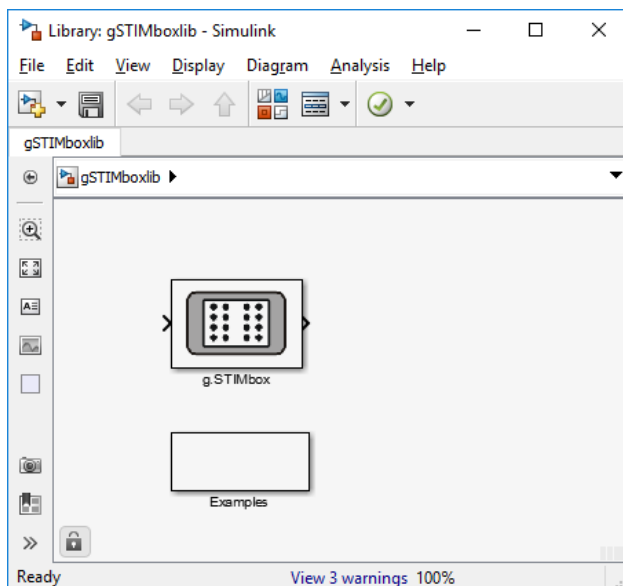 Library: gSTIMboxlib - Simulink
File Edit View Display Diagram Analysis Help
gSTIMboxlib
gSTIMboxlib
g.STIMbox
Examples
Ready View 3 warnings 100%